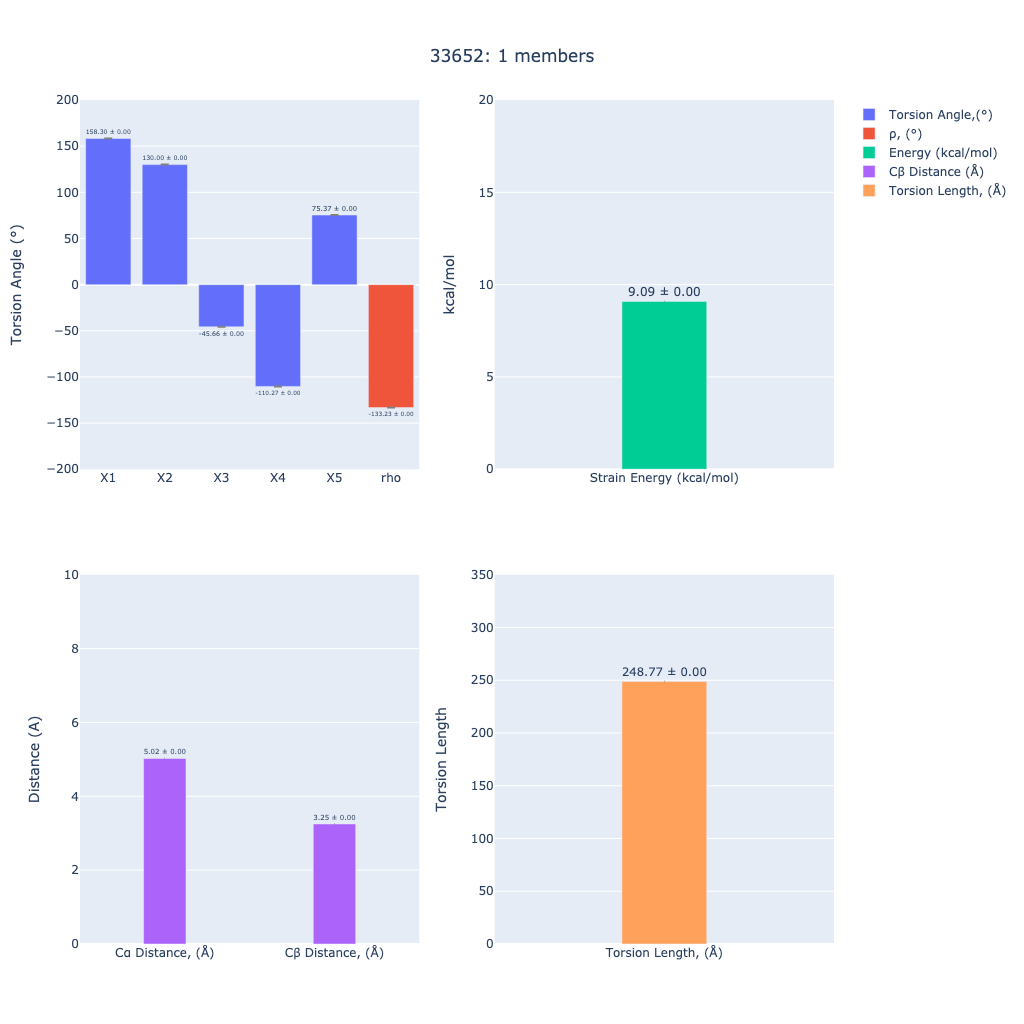 33652: 1 members
Torsion Angle (°)
200
150
100
50
0
−50
−100
−150
−200
158.30 ± 0.00
130.00 ± 0.00
-45.66 ± 0.00
-110.27 ± 0.00
75.37 ± 0.00
-133.23 ± 0.00
X1
X2
X3
X4
X5
rho
kcal/mol
20
15
10
5
0
9.09 ± 0.00
Strain Energy (kcal/mol)
Torsion Angle,(°)
ρ, (°)
Energy (kcal/mol)
Cβ Distance (Å)
Torsion Length, (Å)
Distance (A)
10
8
6
4
2
0
5.02 ± 0.00
3.25 ± 0.00
Cα Distance, (Å)
Cβ Distance, (Å)
Torsion Length
350
300
250
200
150
100
50
0
248.77 ± 0.00
Torsion Length, (Å)